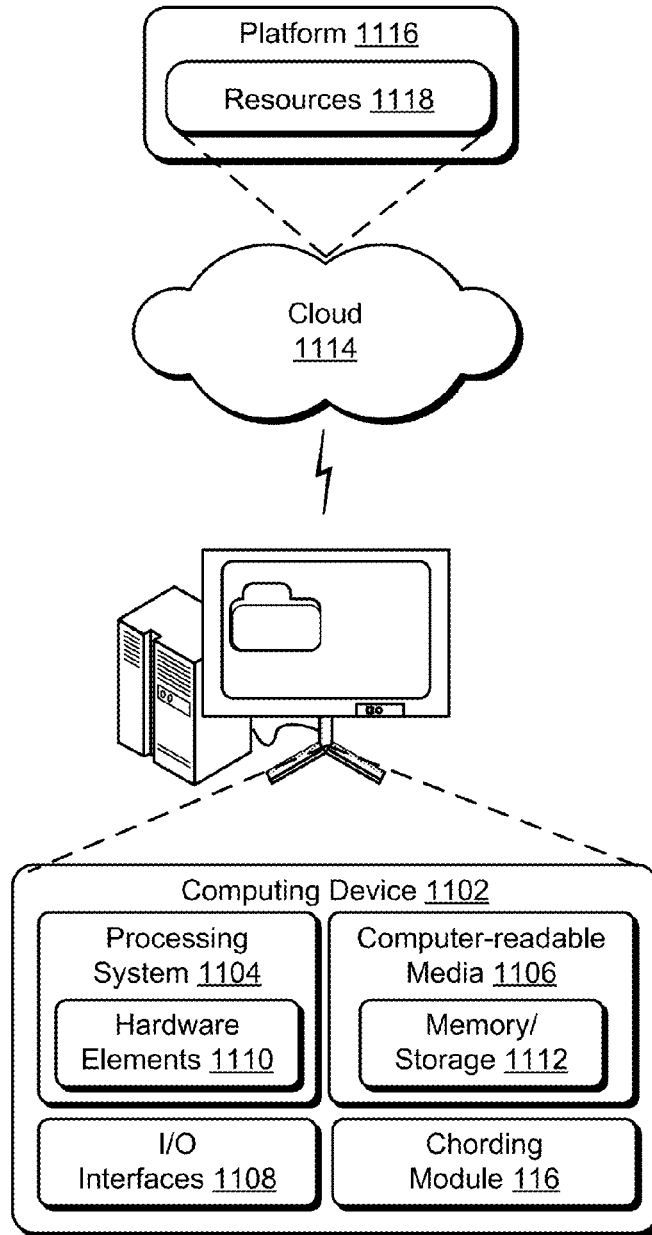 Platform 1116
Resources 1118
Cloud
1114
Computing Device 1102
Processing
System 1104
Hardware
Elements 1110
Computer-readable
Media 1106
Memory/
Storage 1112
I/O
Interfaces 1108
Chording
Module 116